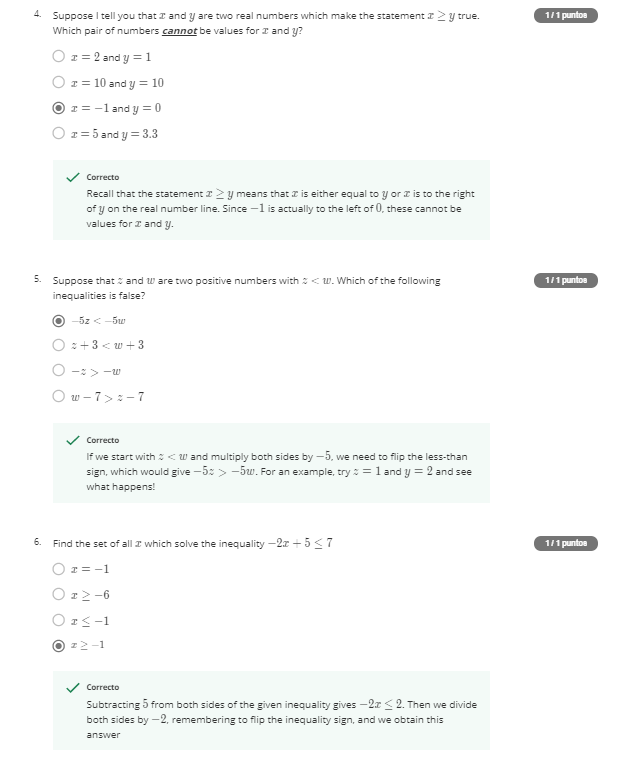 4. Suppose I tell you that x and y are two real numbers which make the statement x ≥ y true. 1 / 1 puntos
Which pair of numbers cannot be values for x and y?
x = 2 and y = 1
x = 10 and y = 10
x = −1 and y = 0
x = 5 and y = 3.3
Correcto
Recall that the statement x ≥ y means that x is either equal to y or x is to the right
of y on the real number line. Since −1 is actually to the left of 0, these cannot be
values for x and y.
5. Suppose that z and w are two positive numbers with z < w. Which of the following 1 / 1 puntos
inequalities is false?
−5z < −5w
z + 3 < w + 3
−z > −w
w − 7 > z − 7
Correcto
If we start with z < w and multiply both sides by −5, we need to flip the less-than
sign, which would give −5z > −5w. For an example, try z = 1 and y = 2 and see
what happens!
6. Find the set of all x which solve the inequality −2x + 5 ≤ 7 1 / 1 puntos
x = −1
x ≥ −6
x ≤ −1
x ≥ −1
Correcto
Subtracting 5 from both sides of the given inequality gives −2x ≤ 2. Then we divide
both sides by −2, remembering to flip the inequality sign, and we obtain this
answer